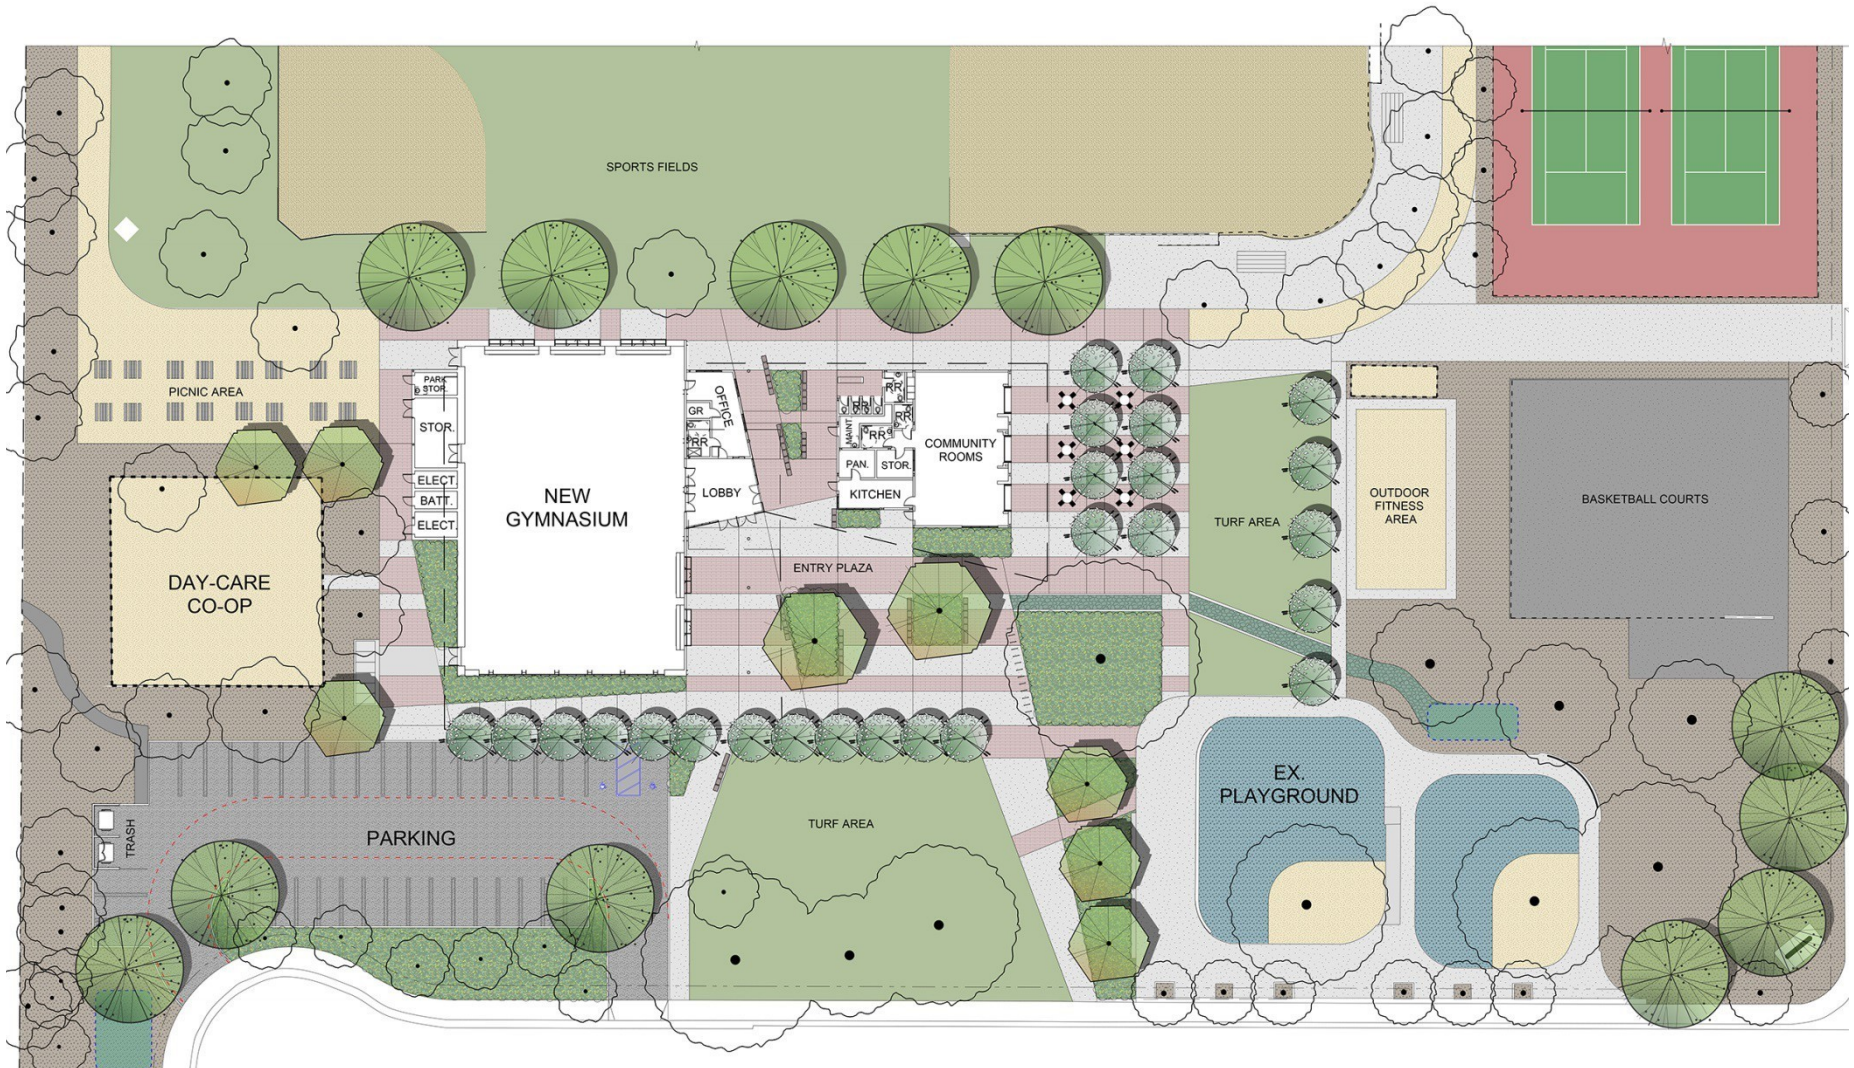 SPORTS FIELDS
PICNIC AREA
PARK
STOR.
STOR.
ELECT.
BATT.
ELECT.
NEW
GYMNASIUM
OFFICE
GR
RR
LOBBY
RR
RR
RR
MAINT
PAN.
STOR.
KITCHEN
COMMUNITY
ROOMS
ENTRY PLAZA
DAY-CARE
CO-OP
TURF AREA
OUTDOOR
FITNESS
AREA
BASKETBALL COURTS
EX.
PLAYGROUND
TRASH
PARKING
TURF AREA